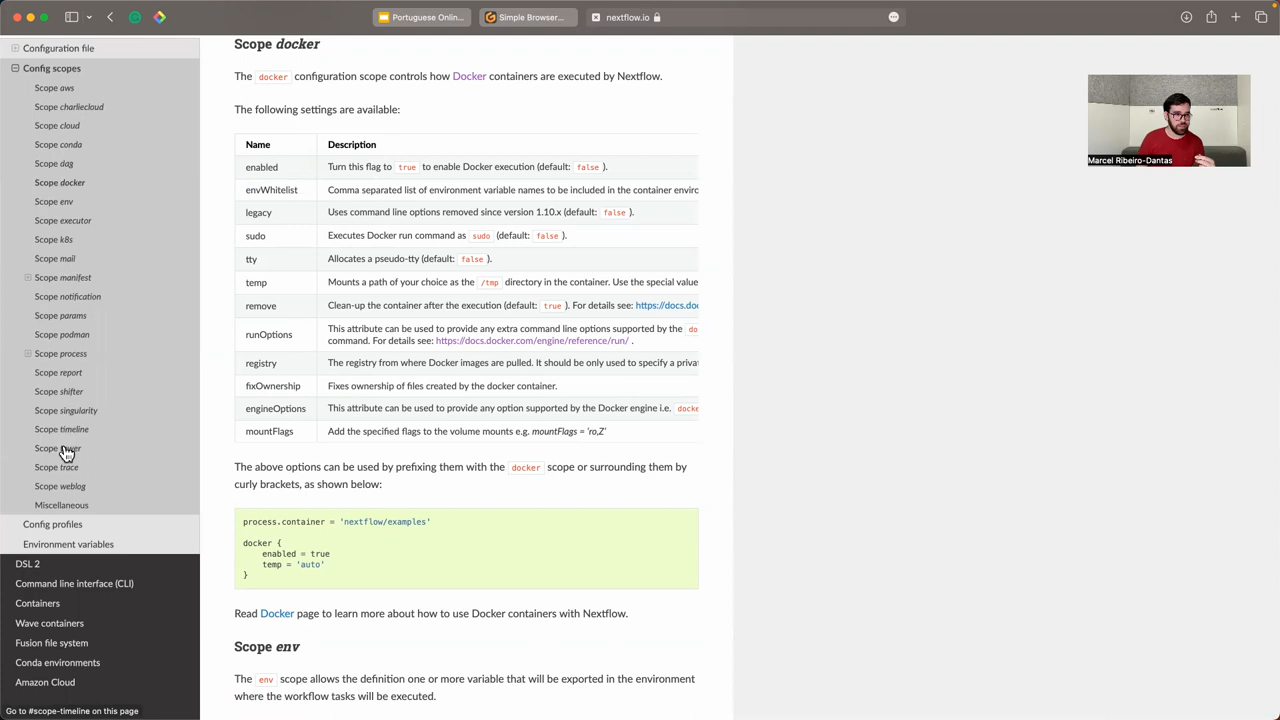 Portuguese Onlin...
Simple Browser...
nextflow.io
Configuration file
Config scopes
Scope aws
Scope charliecloud
Scope cloud
Scope conda
Scope dag
Scope docker
Scope env
Scope executor
Scope k8s
Scope mail
Scope manifest
Scope notification
Scope params
Scope podman
Scope process
Scope report
Scope shifter
Scope singularity
Scope timeline
Scope
Scope trace
Scope weblog
Miscellaneous
Config profiles
Environment variables
DSL 2
Command line interface (CLI)
Containers
Wave containers
Fusion file system
Conda environments
Amazon Cloud
Go to #scope-timeline on this page
Scope docker
The docker configuration scope controls how Docker containers are executed by Nextflow.
The following settings are available:
Name Description
enabled Turn this flag to true to enable Docker execution (default: false ).
envWhitelist Comma separated list of environment variable names to be included in the container enviro
legacy Uses command line options removed since version 1.10.x (default: false ).
sudo Executes Docker run command as sudo (default: false ).
tty Allocates a pseudo-tty (default: false ).
temp Mounts a path of your choice as the /tmp directory in the container. Use the special value
remove Clean-up the container after the execution (default: true ). For details see: https://docs.doc
runOptions This attribute can be used to provide any extra command line options supported by the do
command. For details see: https://docs.docker.com/engine/reference/run/ .
registry The registry from where Docker images are pulled. It should be only used to specify a privat
fixOwnership Fixes ownership of files created by the docker container.
engineOptions This attribute can be used to provide any option supported by the Docker engine i.e. docke
mountFlags Add the specified flags to the volume mounts e.g. mountFlags = 'ro,Z'
The above options can be used by prefixing them with the docker scope or surrounding them by
curly brackets, as shown below:
process.container = 'nextflow/examples'
docker {
enabled = true
temp = 'auto'
}
Read Docker page to learn more about how to use Docker containers with Nextflow.
Scope env
The env scope allows the definition one or more variable that will be exported in the environment
where the workflow tasks will be executed.
Marcel Ribeiro-Dantas